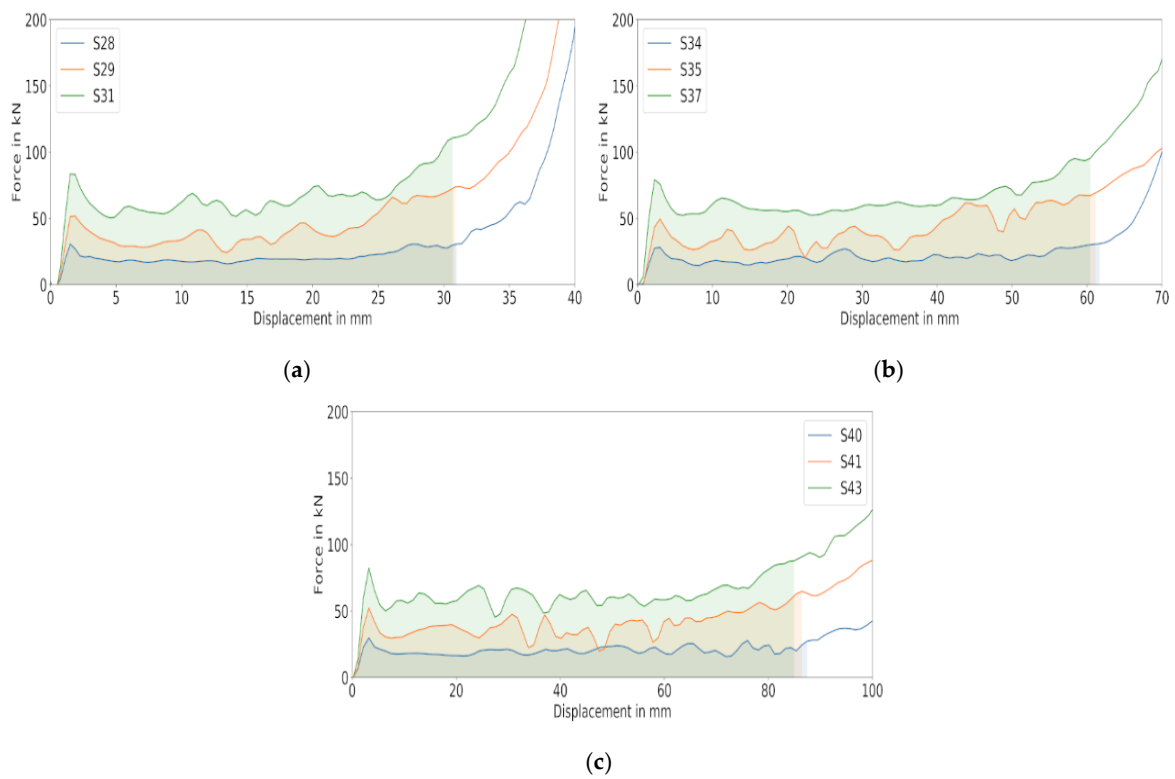 200
150
100
50
0
Force in kN
S28
S29
S31
0 5 10 15 20 25 30 35 40
Displacement in mm
(a)
200
150
100
50
0
Force in kN
S34
S35
S37
0 10 20 30 40 50 60 70
Displacement in mm
(b)
200
150
100
50
0
Force in kN
S40
S41
S43
0 20 40 60 80 100
Displacement in mm
(c)